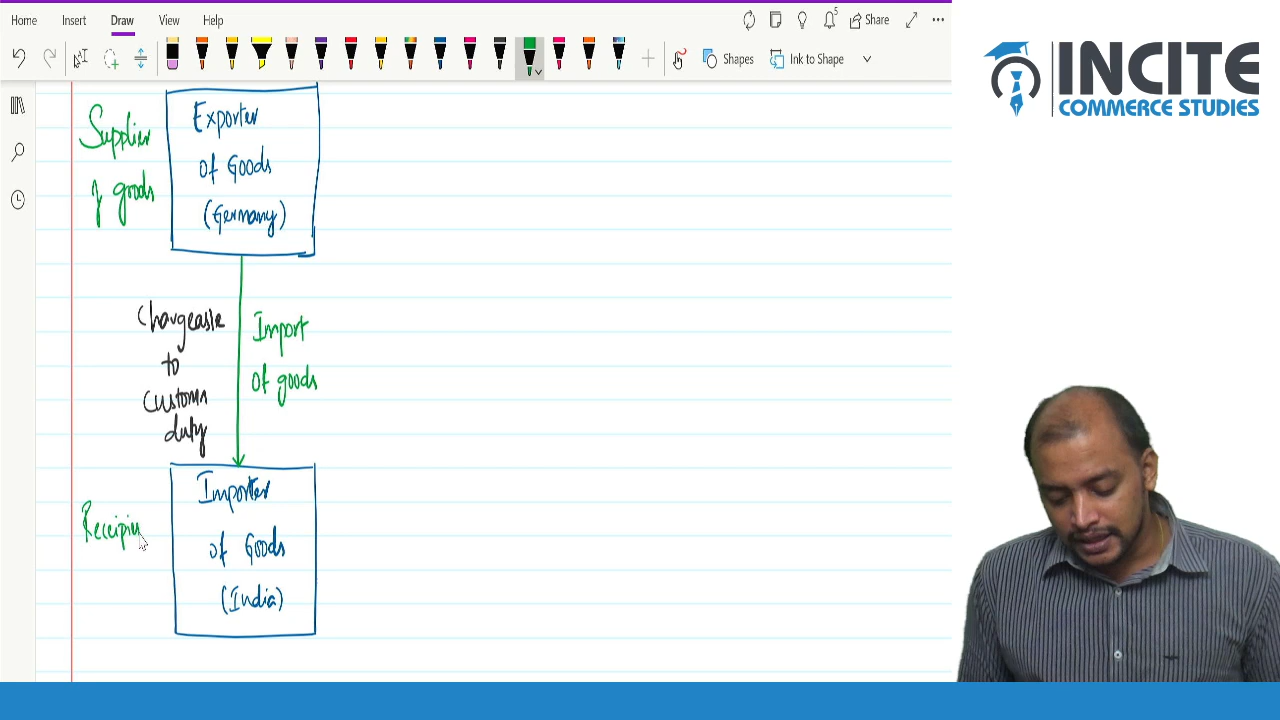 Home Insert Draw View Help
5
Share
Shapes
Ink to Shape
INCITE
COMMERCE STUDIES
Supplier
of goods
Exporter
of Goods
(Germany)
Chargeable
to
customs
duty
Import
of goods
Recipien
Importer
of Goods
(India)